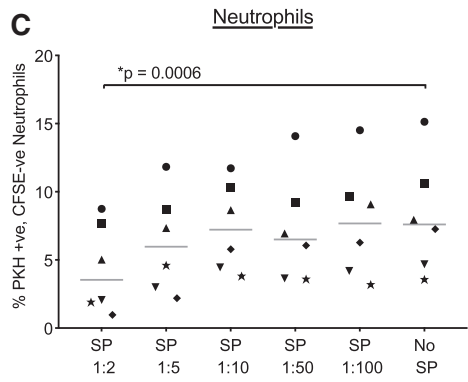 C
Neutrophils
% PKH +ve, CFSE-ve Neutrophils
20
15
10
5
0
*p = 0.0006
SP SP SP SP SP No
1:2 1:5 1:10 1:50 1:100 SP